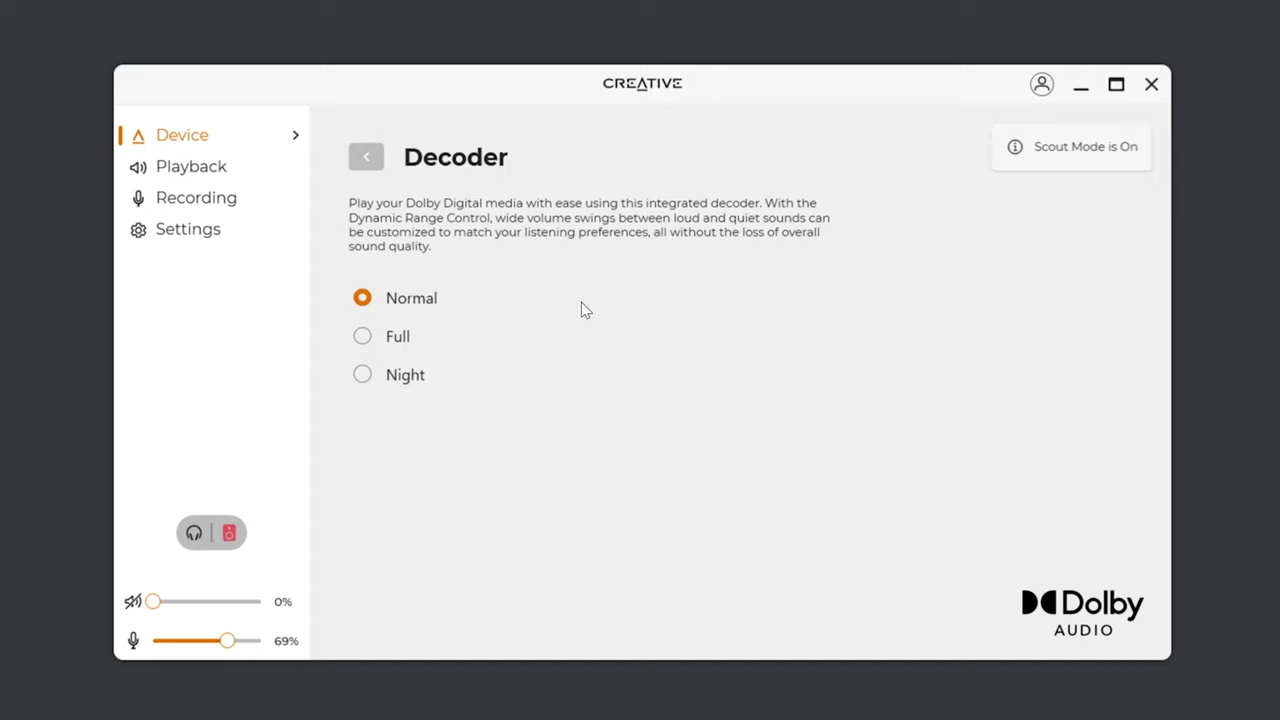 CREATIVE
Device
Playback
Recording
Settings
Decoder
Scout Mode is On
Play your Dolby Digital media with ease using this integrated decoder. With the
Dynamic Range Control, wide volume swings between loud and quiet sounds can
be customized to match your listening preferences, all without the loss of overall
sound quality.
Normal
Full
Night
0%
69%
Dolby
AUDIO